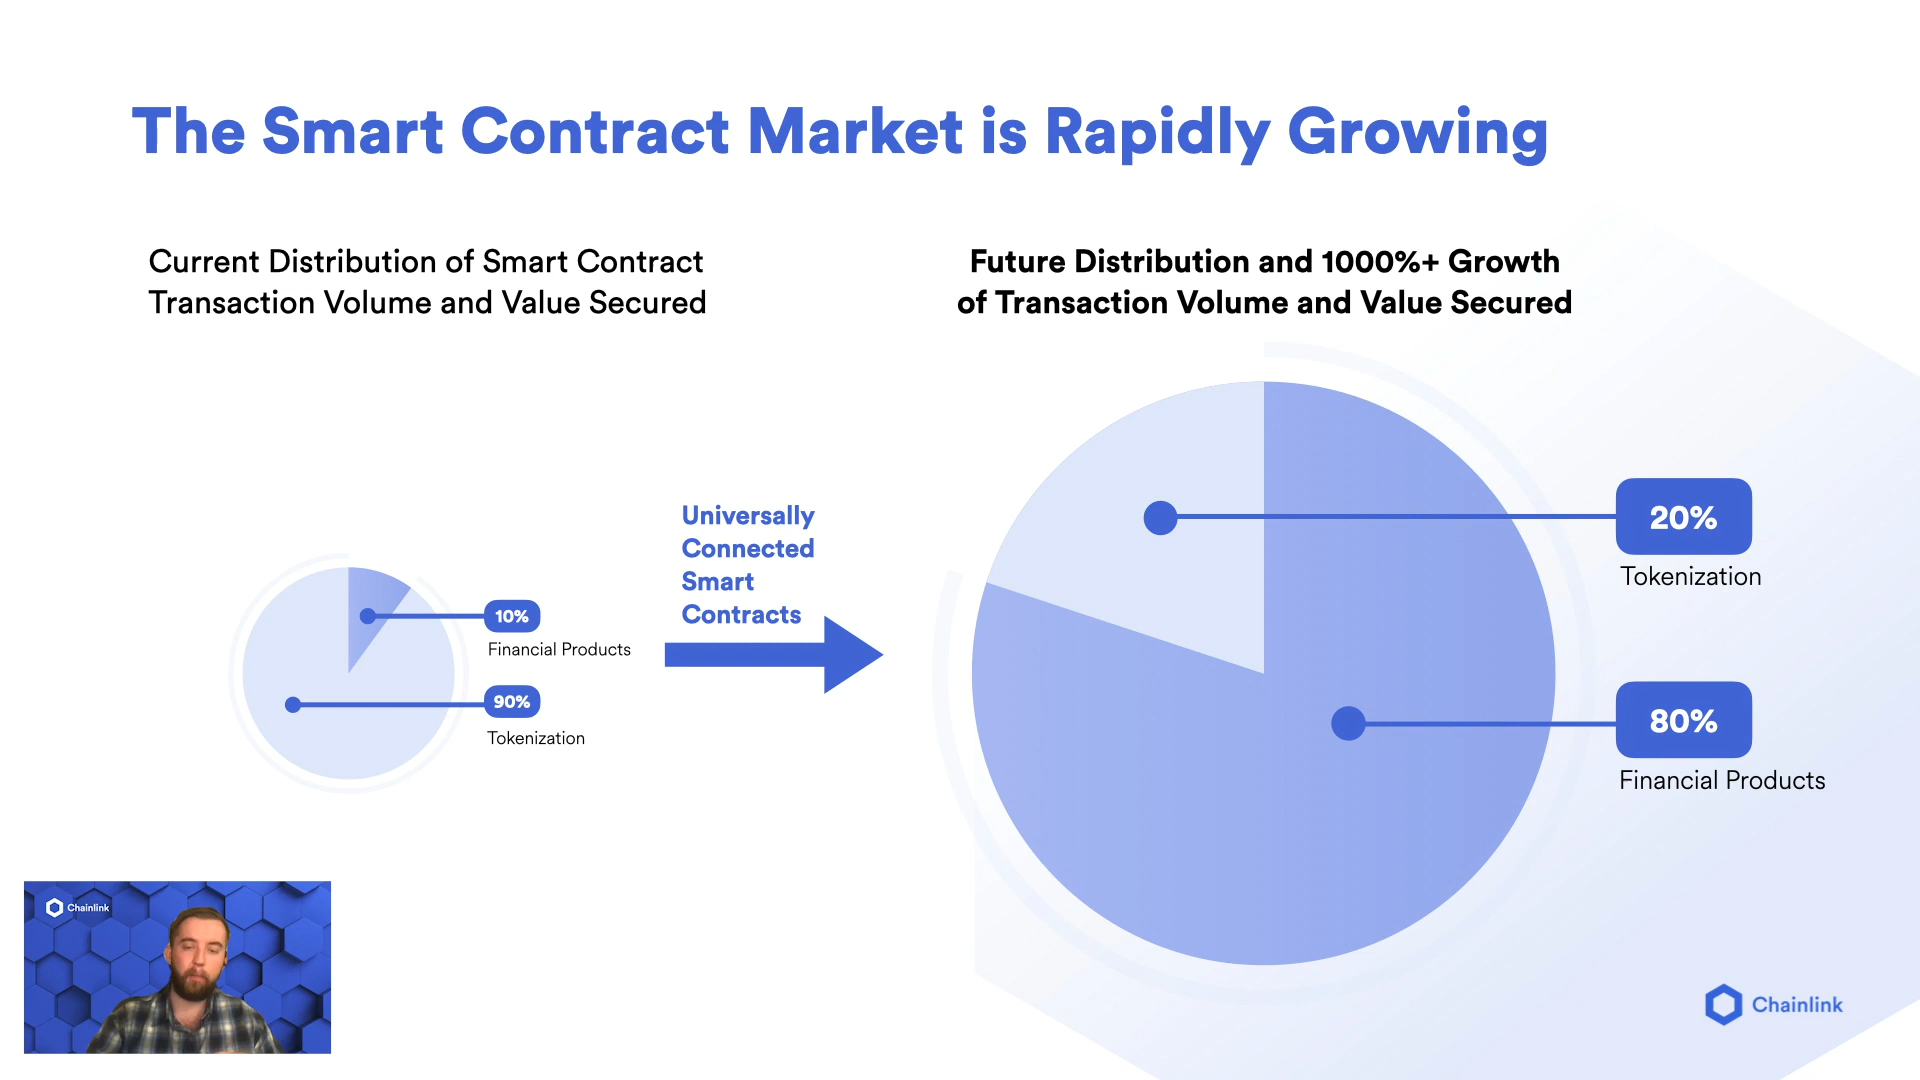 The Smart Contract Market is Rapidly Growing
Current Distribution of Smart Contract
Transaction Volume and Value Secured
Future Distribution and 1000%+ Growth
of Transaction Volume and Value Secured
10%
Financial Products
90%
Tokenization
Universally
Connected
Smart
Contracts
20%
Tokenization
80%
Financial Products
Chainlink
Chainlink